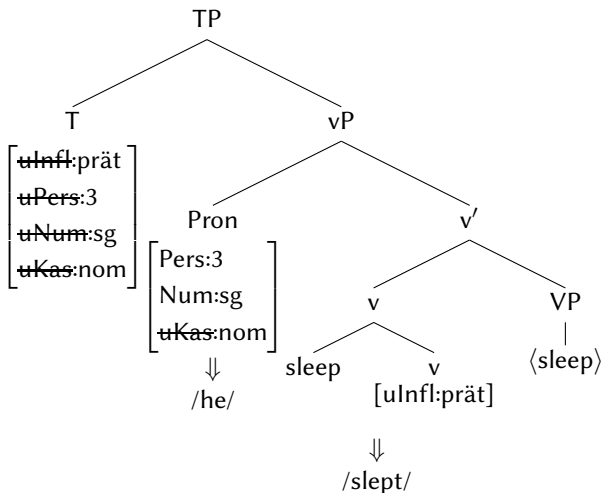 TP
T
vP
uInfl:prät
uPers:3
uNum:sg
uKas:nom
Pron
v′
Pers:3
Num:sg
uKas:nom
v
VP
⇓
/he/
sleep
v
⟨sleep⟩
[uInfl:prät]
⇓
/slept/